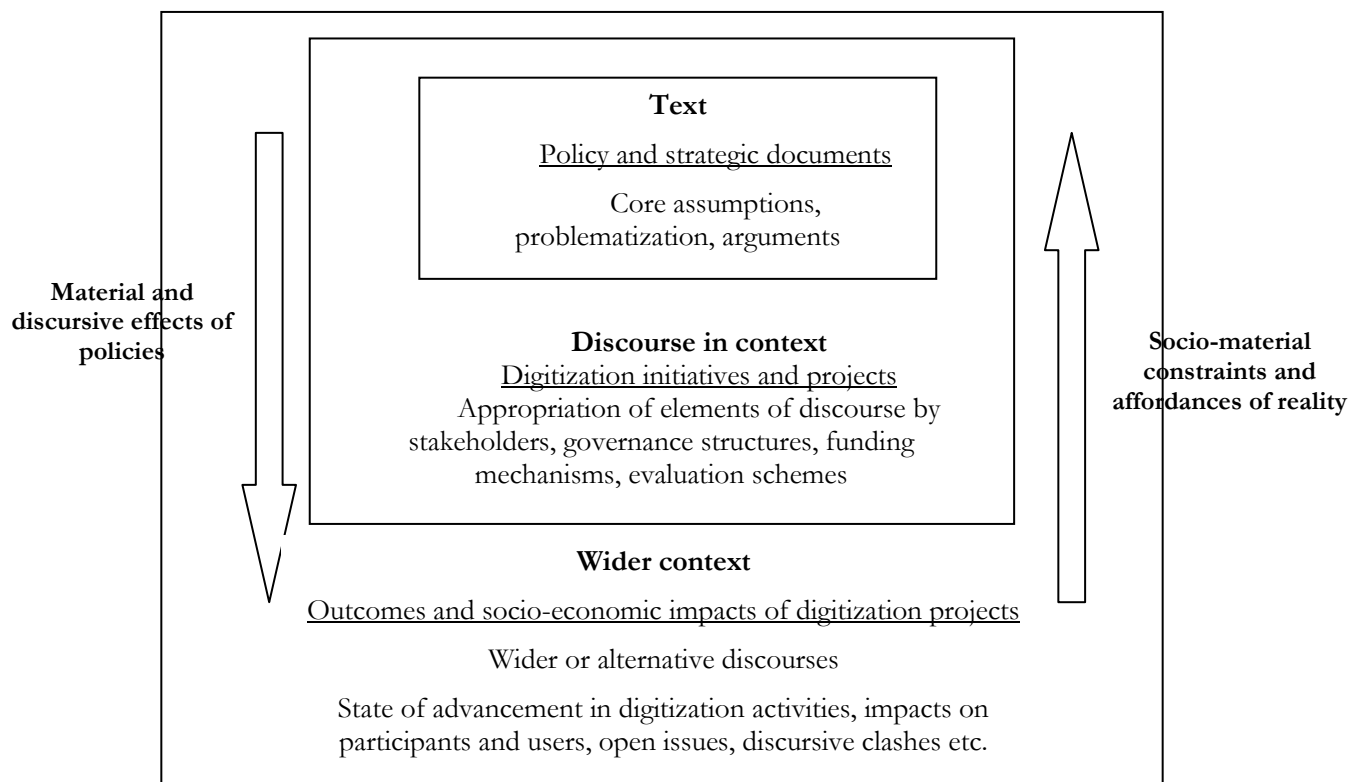 Text
Policy and strategic documents
Core assumptions,
problematization, arguments
Material and
discursive effects of
policies
Discourse in context
Digitization initiatives and projects
Appropriation of elements of discourse by
stakeholders, governance structures, funding
mechanisms, evaluation schemes
Socio-material
constraints and
affordances of reality
Wider context
Outcomes and socio-economic impacts of digitization projects
Wider or alternative discourses
State of advancement in digitization activities, impacts on
participants and users, open issues, discursive clashes etc.